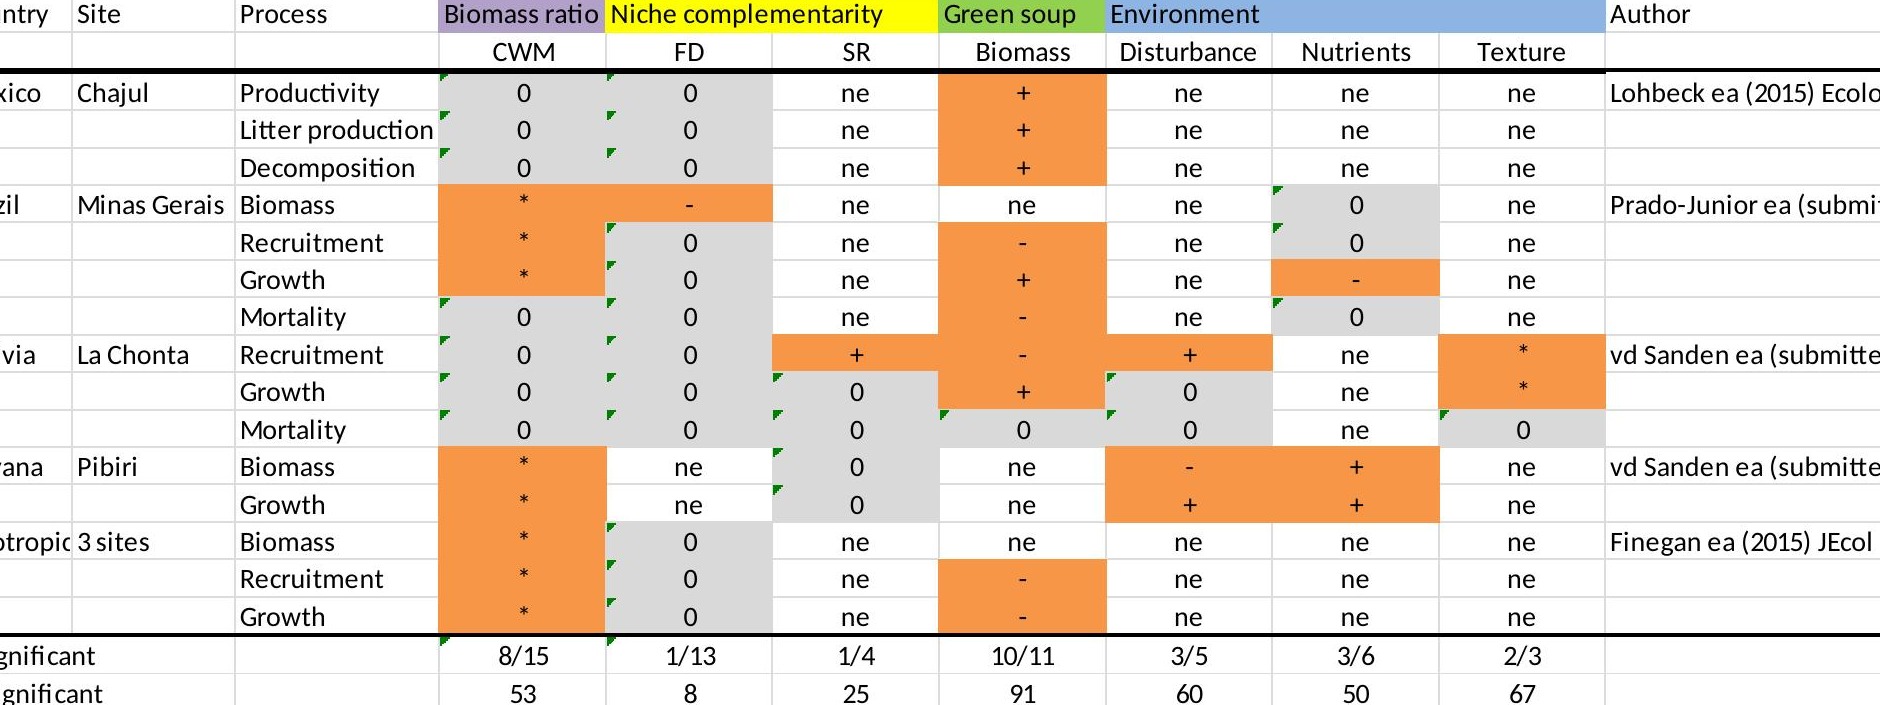 ntry Site Process Biomass ratio Niche complementarity Green soup Environment Author
CWM FD SR Biomass Disturbance Nutrients Texture
xico Chajul Productivity 0 0 ne + ne ne ne Lohbeck ea (2015) Ecolo
Litter production 0 0 ne + ne ne ne
Decomposition 0 0 ne + ne ne ne
zil Minas Gerais Biomass * - ne ne ne 0 ne Prado-Junior ea (submit
Recruitment * 0 ne - ne 0 ne
Growth * 0 ne + ne - ne
Mortality 0 0 ne - ne 0 ne
via La Chonta Recruitment 0 0 + - + ne * vd Sanden ea (submitte
Growth 0 0 0 + 0 ne *
Mortality 0 0 0 0 0 ne 0
ana Pibiri Biomass * ne 0 ne - + ne vd Sanden ea (submitte
Growth * ne 0 ne + + ne
otropic 3 sites Biomass * 0 ne ne ne ne ne Finegan ea (2015) JEcol
Recruitment * 0 ne - ne ne ne
Growth * 0 ne - ne ne ne
gnificant 8/15 1/13 1/4 10/11 3/5 3/6 2/3
gnificant 53 8 25 91 60 50 67